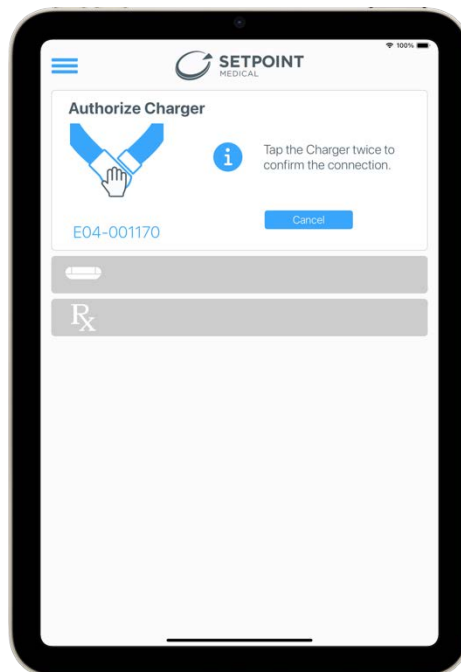 100%
SETPOINT
MEDICAL
Authorize Charger
i
Tap the Charger twice to
confirm the connection.
Cancel
E04-001170
Rx